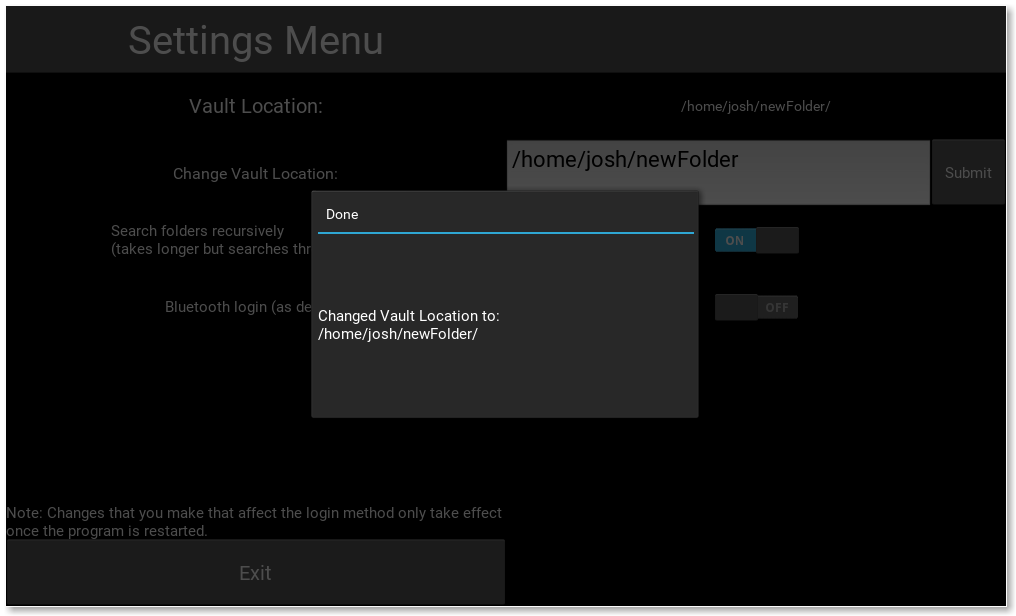 Settings Menu
Vault Location:
/home/josh/newFolder/
Change Vault Location:
/home/josh/newFolder
Submit
Done
Search folders recursively
(takes longer but searches thr
ON
Bluetooth login (as de
OFF
Changed Vault Location to:
/home/josh/newFolder/
Note: Changes that you make that affect the login method only take effect
once the program is restarted.
Exit